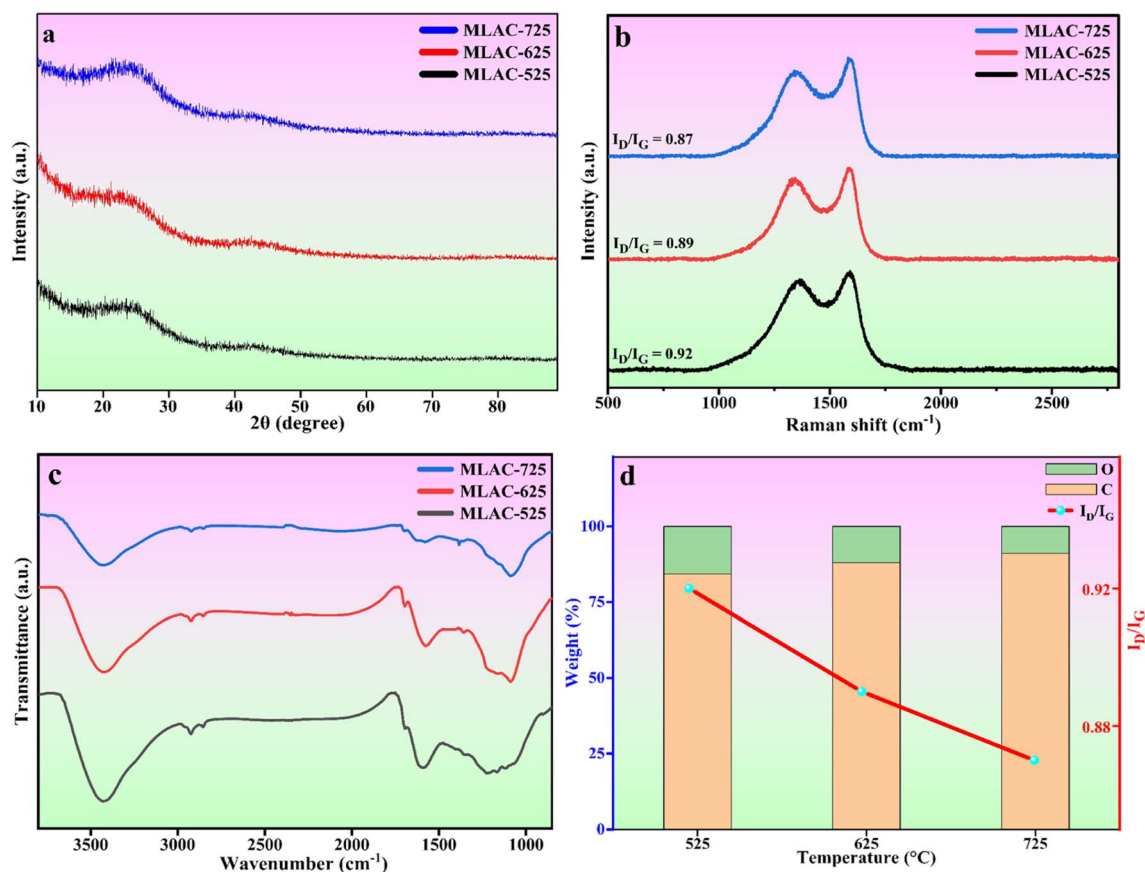 a
MLAC-725
MLAC-625
MLAC-525
Intensity (a.u.)
10 20 30 40 50 60 70 80
2θ (degree)
b
MLAC-725
MLAC-625
MLAC-525
I_D/I_G = 0.87
I_D/I_G = 0.89
I_D/I_G = 0.92
Intensity (a.u.)
500 1000 1500 2000 2500
Raman shift (cm⁻¹)
c
MLAC-725
MLAC-625
MLAC-525
Transmittance (a.u.)
3500 3000 2500 2000 1500 1000
Wavenumber (cm⁻¹)
d
O
C
I_D/I_G
100
75
50
25
0
Weight (%)
0.92
0.88
I_D/I_G
525 625 725
Temperature (°C)